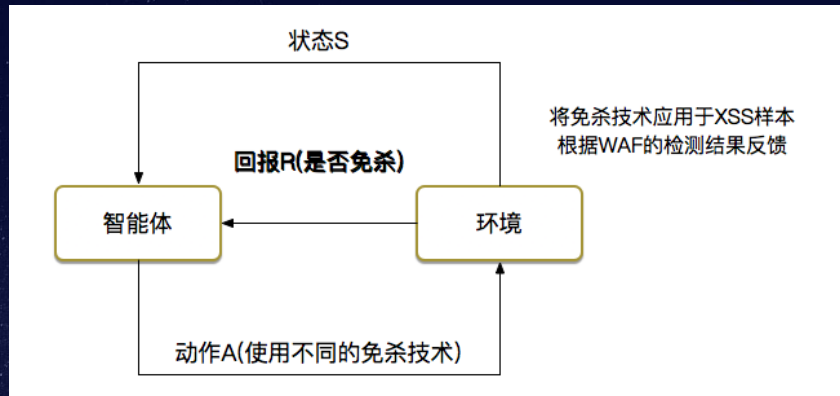 状态S
将免杀技术应用于XSS样本
根据WAF的检测结果反馈
回报R(是否免杀)
智能体
环境
动作A(使用不同的免杀技术)